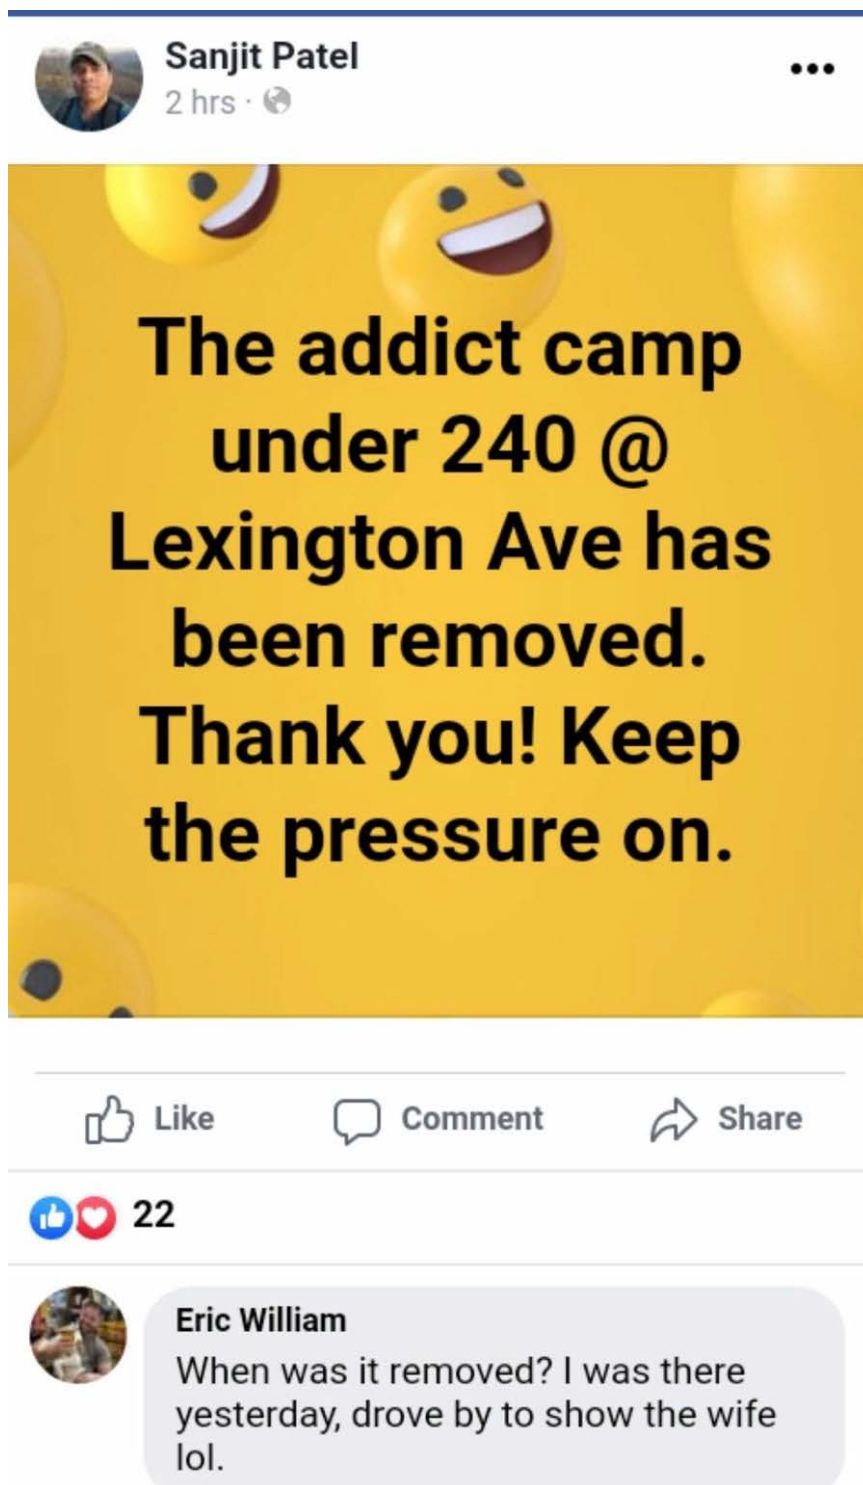 Sanjit Patel
2 hrs ·
The addict camp
under 240 @
Lexington Ave has
been removed.
Thank you! Keep
the pressure on.
Like
Comment
Share
22
Eric William
When was it removed? I was there
yesterday, drove by to show the wife
lol.